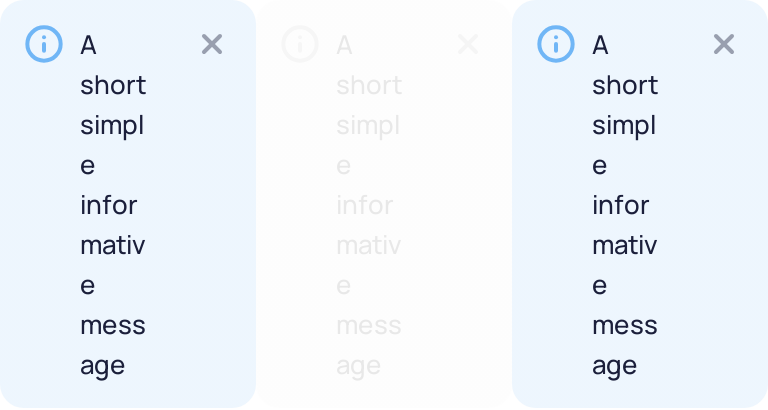 A
short
simpl
e
infor
mativ
e
mess
age
A
short
simpl
e
infor
mativ
e
mess
age
A
short
simpl
e
infor
mativ
e
mess
age